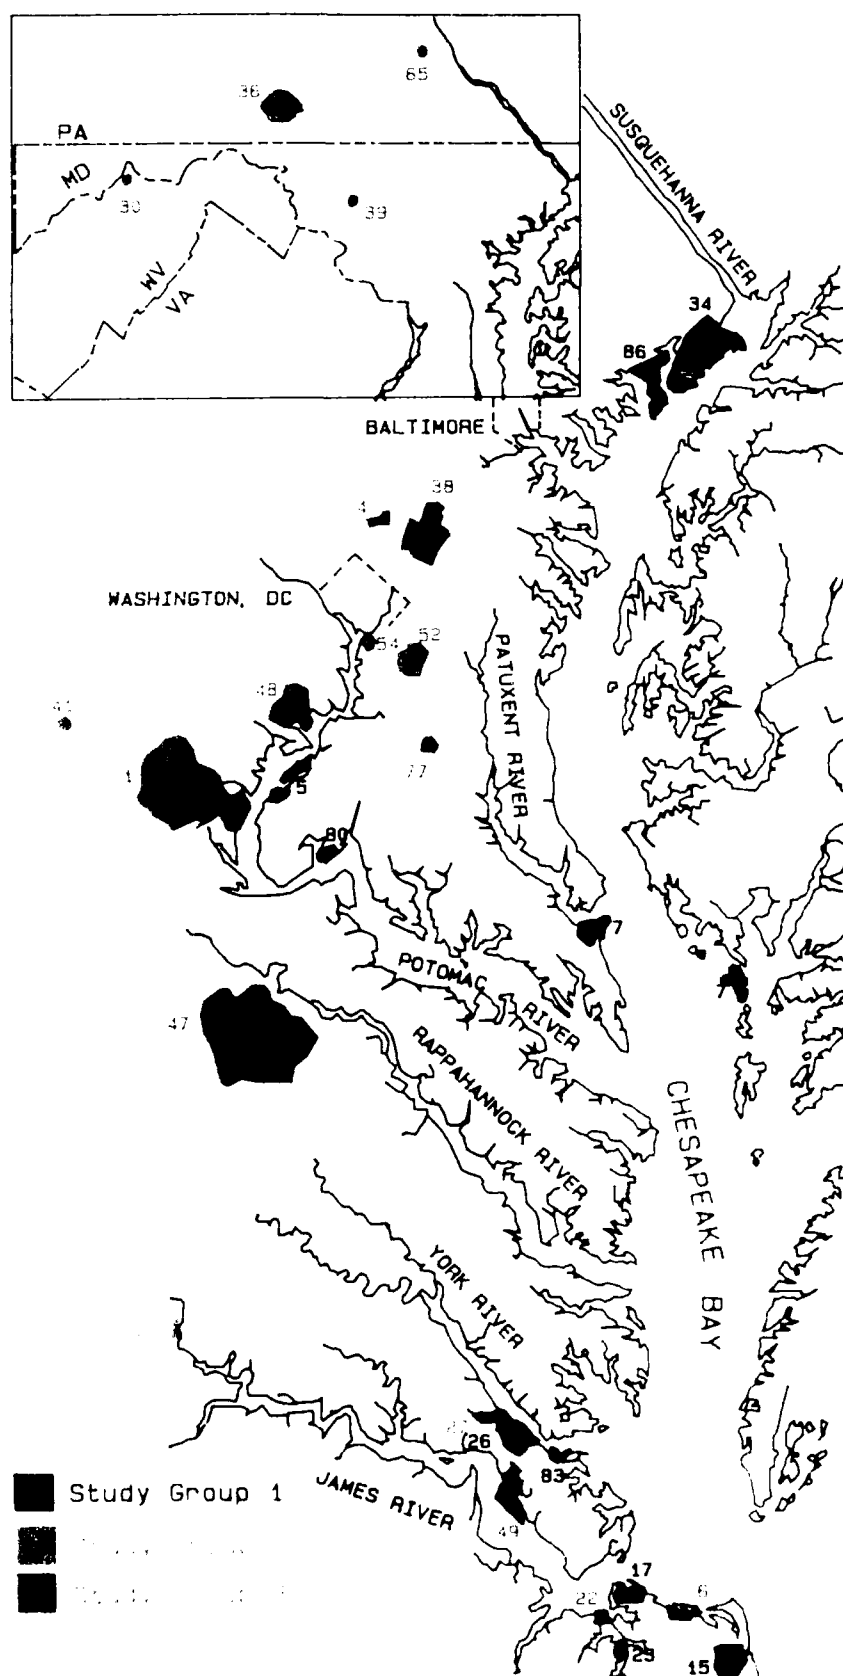 65
36
PA
MD
30
39
WV
VA
SUSQUEHANNA RIVER
34
86
BALTIMORE
38
4
WASHINGTON, DC
54
52
PATUXENT RIVER
48
1
77
5
80
7
POTOMAC RIVER
47
RAPPAHANNOCK RIVER
CHESAPEAKE BAY
YORK RIVER
(26
83
Study Group 1
JAMES RIVER
49
17
22
6
23
15